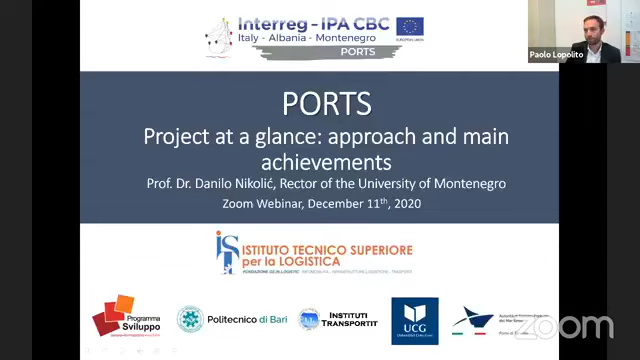 Interreg - IPA CBC
Italy - Albania - Montenegro
EUROPEAN UNION
PORTS
Paolo Lopolito
PORTS
Project at a glance: approach and main
achievements
Prof. Dr. Danilo Nikolić, Rector of the University of Montenegro
Zoom Webinar, December 11th, 2020
ISTITUTO TECNICO SUPERIORE
per la LOGISTICA
Programma
Sviluppo
Politecnico di Bari
INSTITUTI
TRANSPORTIT
UCG
zoom